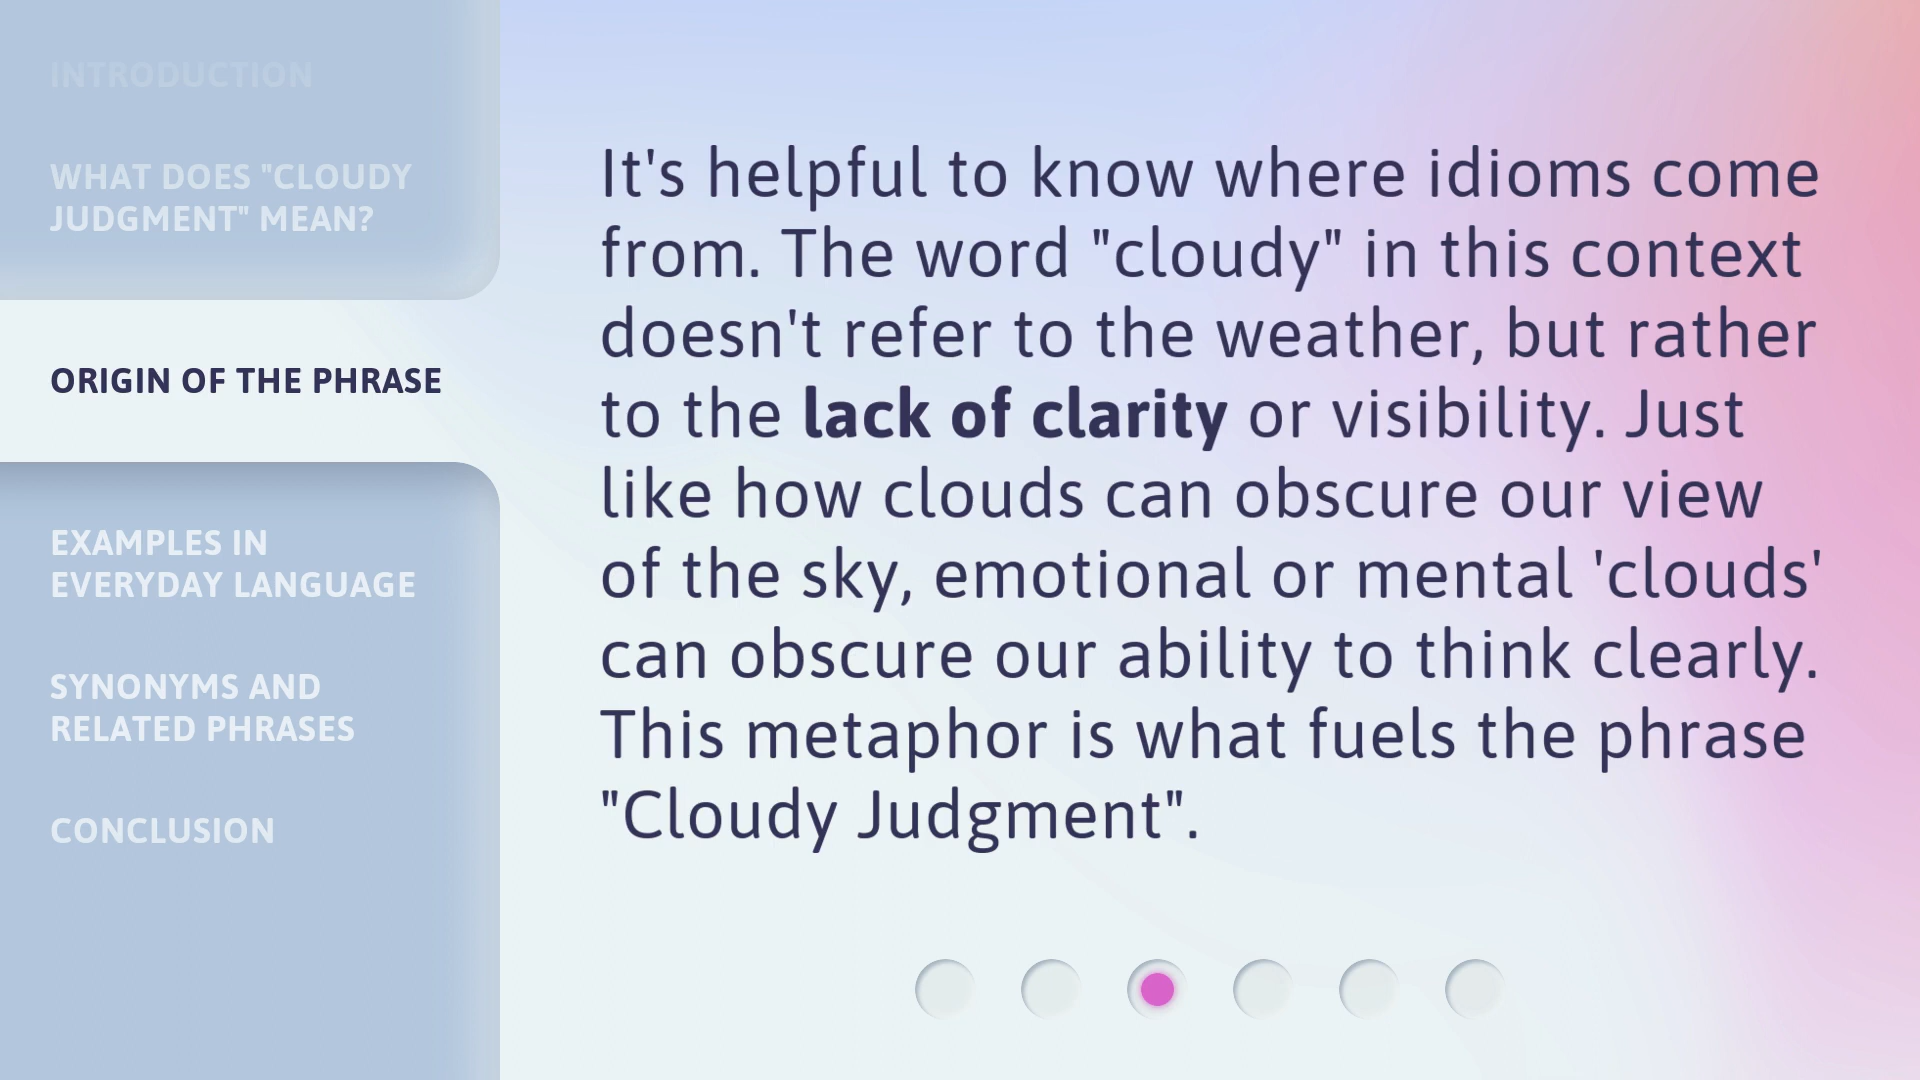 INTRODUCTION
WHAT DOES "CLOUDY
JUDGMENT" MEAN?
ORIGIN OF THE PHRASE
EXAMPLES IN
EVERYDAY LANGUAGE
SYNONYMS AND
RELATED PHRASES
CONCLUSION
It's helpful to know where idioms come
from. The word "cloudy" in this context
doesn't refer to the weather, but rather
to the lack of clarity or visibility. Just
like how clouds can obscure our view
of the sky, emotional or mental 'clouds'
can obscure our ability to think clearly.
This metaphor is what fuels the phrase
"Cloudy Judgment".